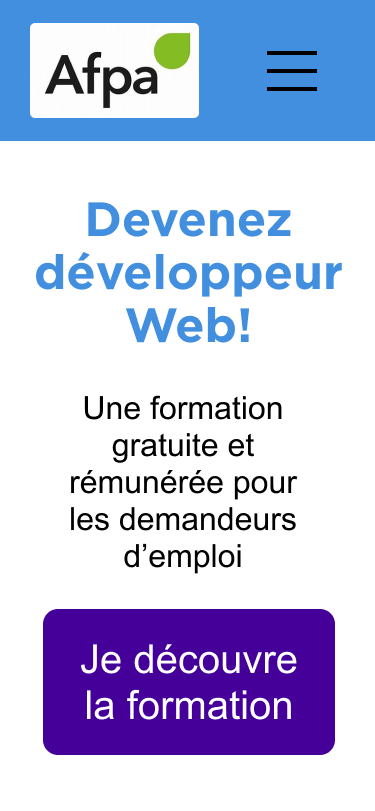 Afpa
Devenez
développeur
Web!
Une formation
gratuite et
rémunérée pour
les demandeurs
d’emploi
Je découvre
la formation